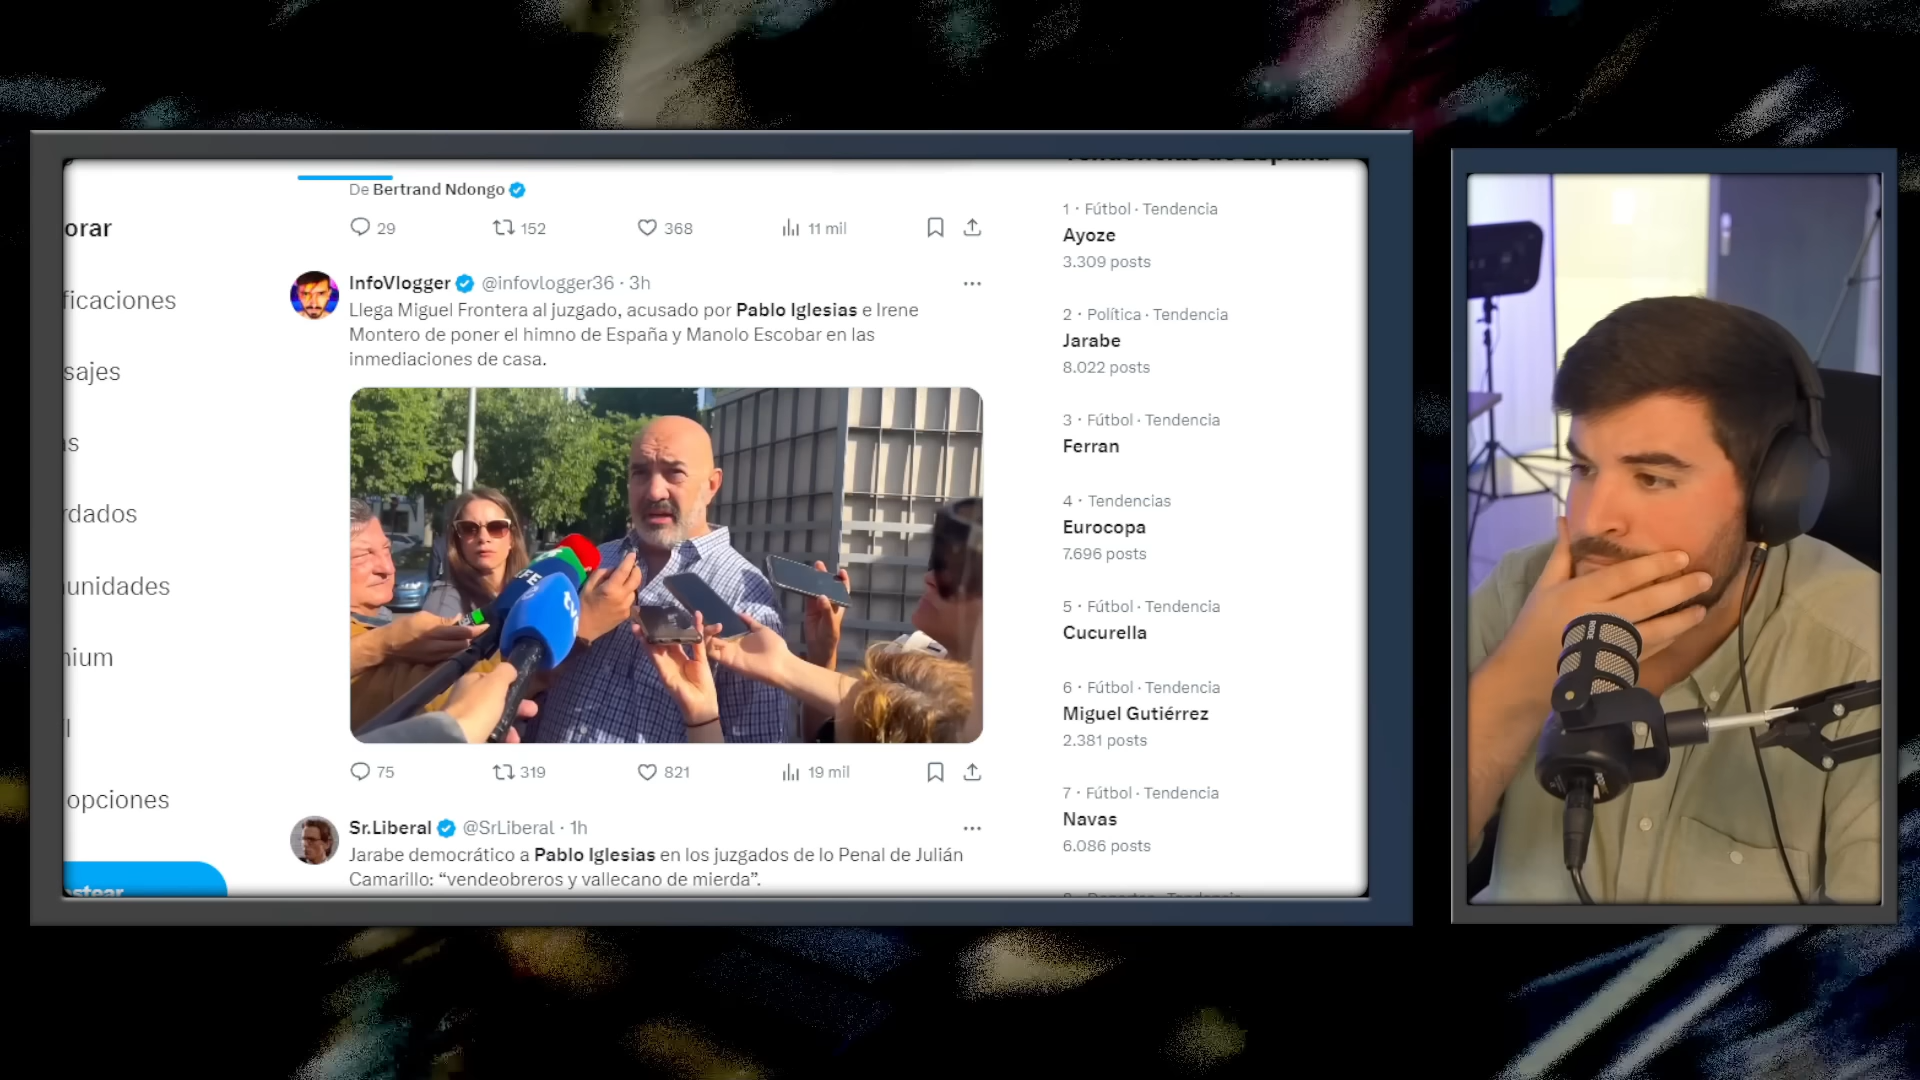 orar
ficaciones
sajes
s
rdados
unidades
nium
l
opciones
ostear
De Bertrand Ndongo
29 152 368 11 mil
InfoVlogger @infovlogger36 · 3h
Llega Miguel Frontera al juzgado, acusado por Pablo Iglesias e Irene
Montero de poner el himno de España y Manolo Escobar en las
inmediaciones de casa.
75 319 821 19 mil
Sr.Liberal @SrLiberal · 1h
Jarabe democrático a Pablo Iglesias en los juzgados de lo Penal de Julián
Camarillo: “vendeobreros y vallecano de mierda”.
Tendencias de España
1 · Fútbol · Tendencia
Ayoze
3.309 posts
2 · Política · Tendencia
Jarabe
8.022 posts
3 · Fútbol · Tendencia
Ferran
4 · Tendencias
Eurocopa
7.696 posts
5 · Fútbol · Tendencia
Cucurella
6 · Fútbol · Tendencia
Miguel Gutiérrez
2.381 posts
7 · Fútbol · Tendencia
Navas
6.086 posts
RODE